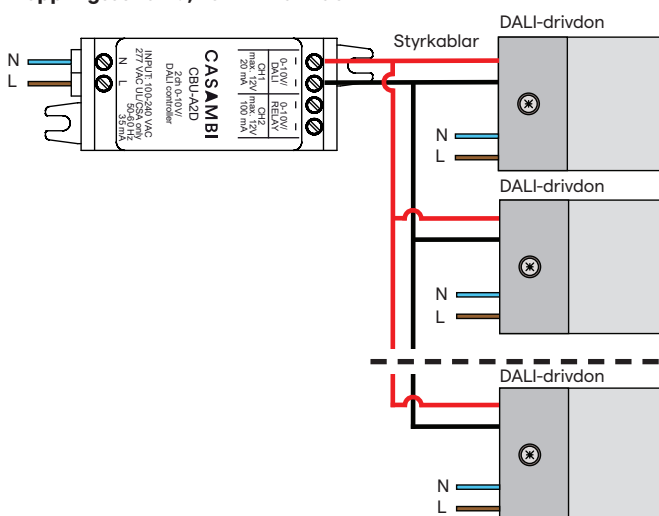 DALI-drivdon
Styrkablar
N
L
N
L
INPUT: 100-240 VAC
277 VAC UL/CSA only
50-60 Hz
35 mA
CASAMBI
CBU-A2D
2ch 0-10V/
DALI controller
0-10V/
DALI
CH1
max. 12V
20 mA
0-10V/
RELAY
CH2
max. 12V
100 mA
N
L
DALI-drivdon
N
L
DALI-drivdon
N
L